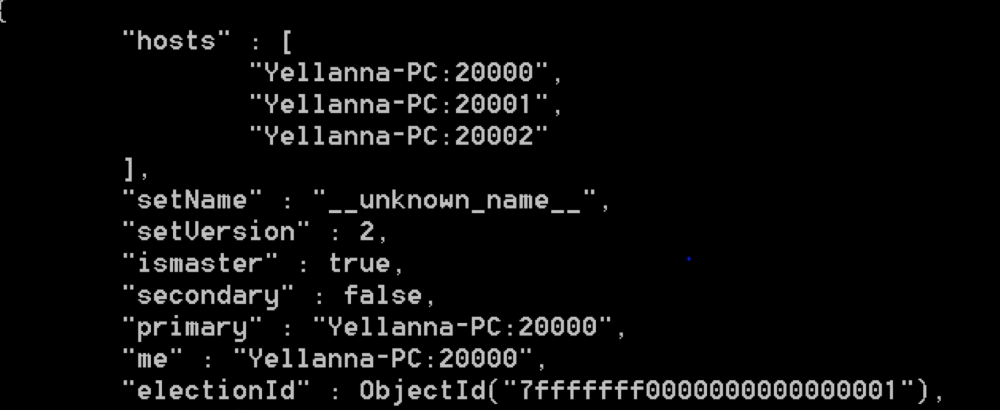 {
"hosts" : [
"Yellanna-PC:20000",
"Yellanna-PC:20001",
"Yellanna-PC:20002"
],
"setName" : "__unknown_name__",
"setVersion" : 2,
"ismaster" : true,
"secondary" : false,
"primary" : "Yellanna-PC:20000",
"me" : "Yellanna-PC:20000",
"electionId" : ObjectId("7fffffff0000000000000001"),